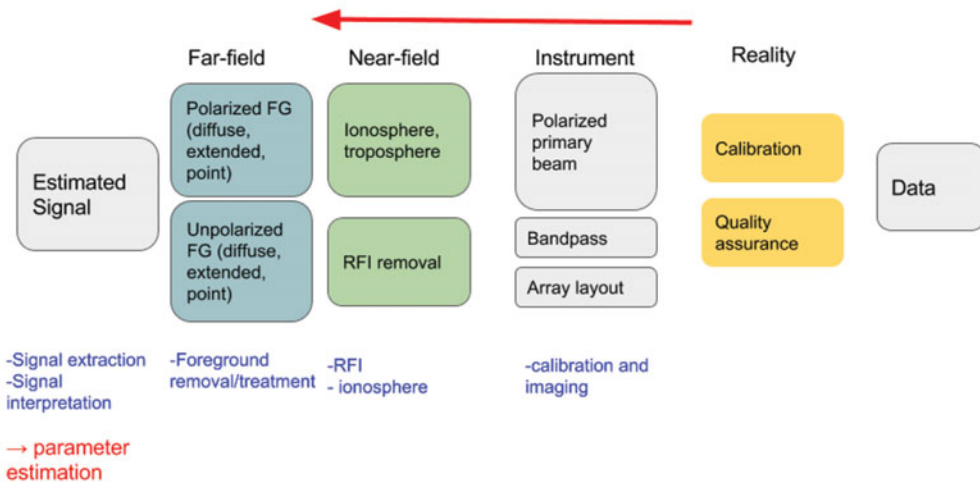 Far-field
Near-field
Instrument
Reality
Estimated
Signal
Polarized FG
(diffuse,
extended,
point)
Unpolarized
FG (diffuse,
extended,
point)
Ionosphere,
troposphere
RFI removal
Polarized
primary
beam
Bandpass
Array layout
Calibration
Quality
assurance
Data
-Signal extraction
-Signal
interpretation
→ parameter
estimation
-Foreground
removal/treatment
-RFI
- ionosphere
-calibration and
imaging